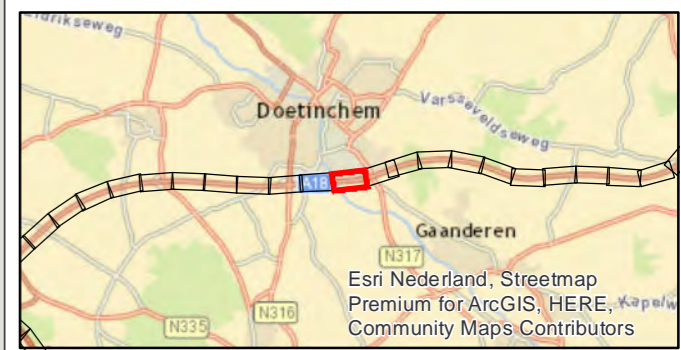 Doetinchem
Varsseveldseweg
A18
Gaanderen
N317
Esri Nederland, Streetmap
Premium for ArcGIS, HERE,
Community Maps Contributors
N316
N335